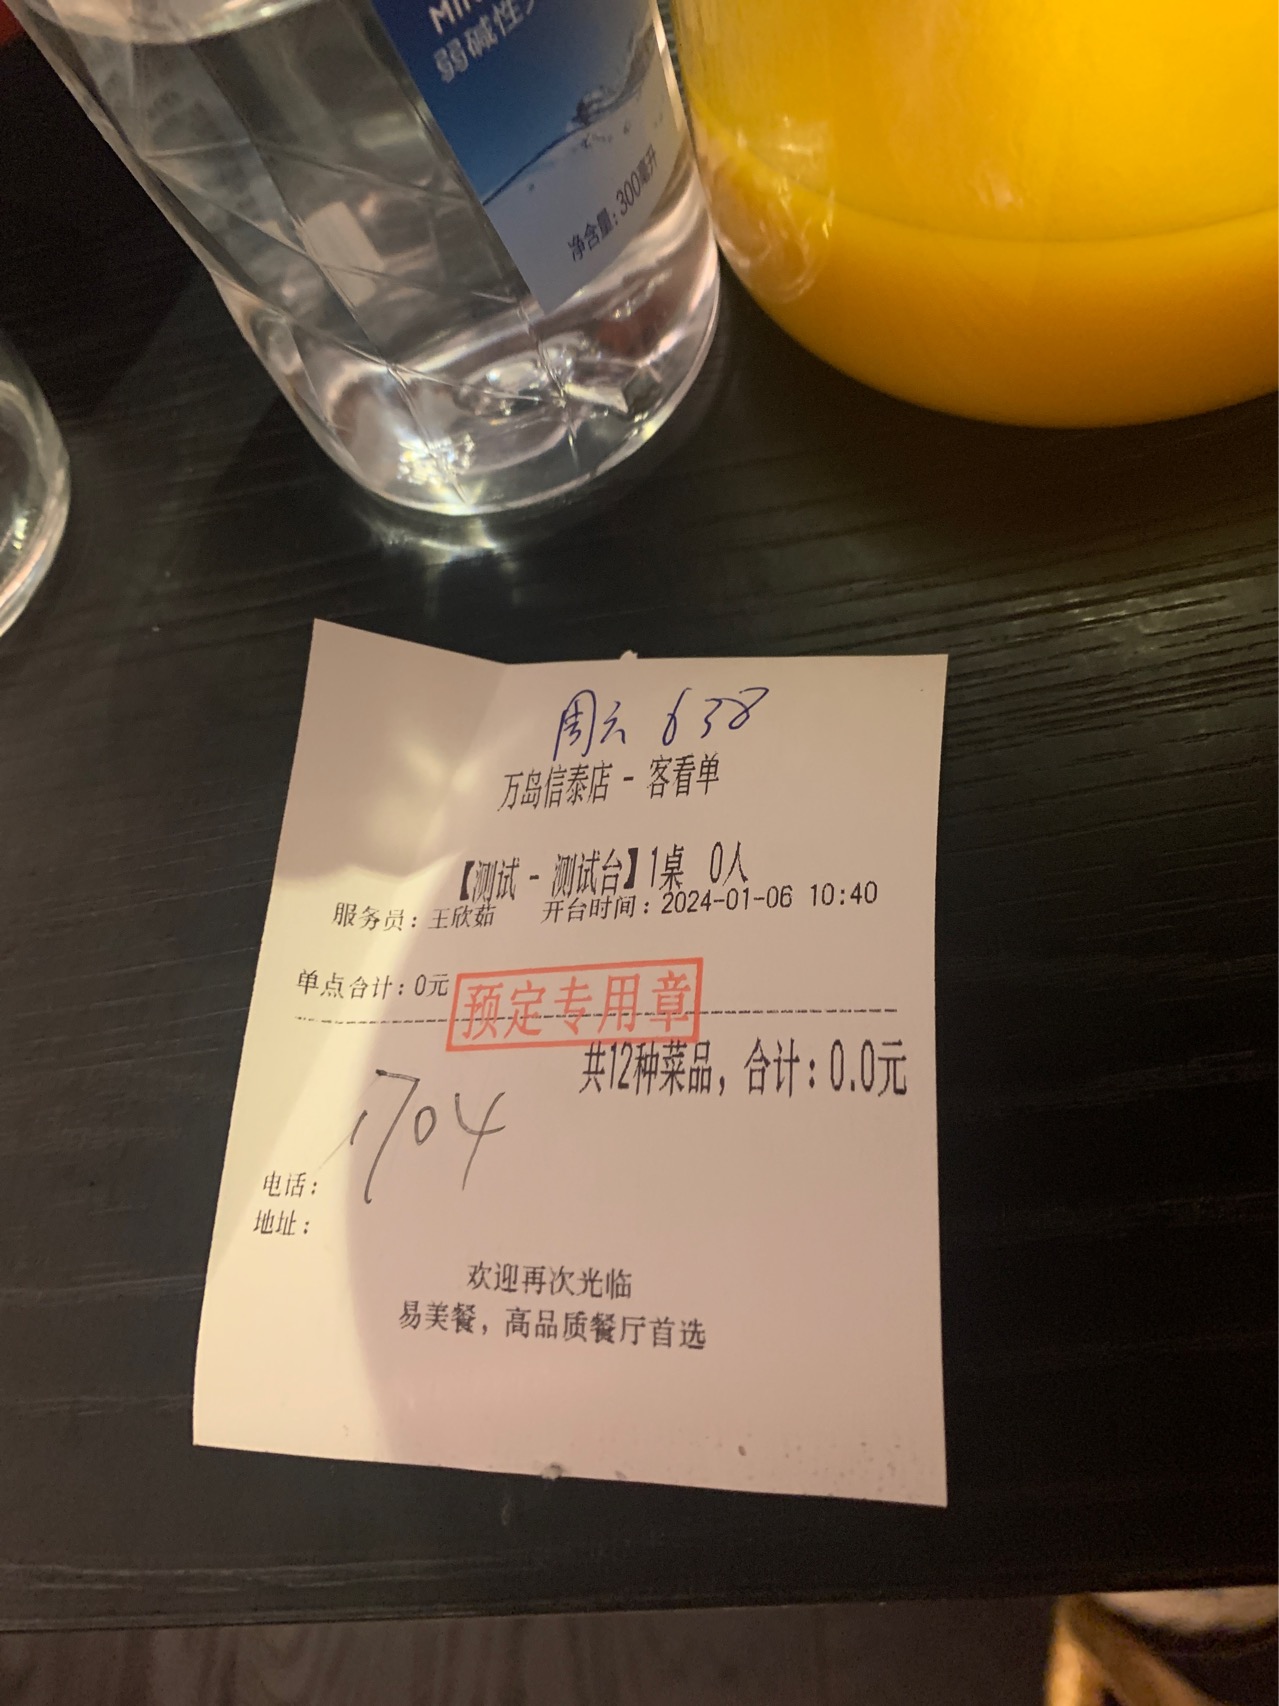 弱碱性
净含量：300毫升
周六 638
万岛信泰店 - 客看单
【测试 - 测试台】1桌 0人
服务员：王欣茹 开台时间：2024-01-06 10:40
单点合计：0元
预定专用章
共12种菜品，合计：0.0元
1704
电话：
地址：
欢迎再次光临
易美餐，高品质餐厅首选